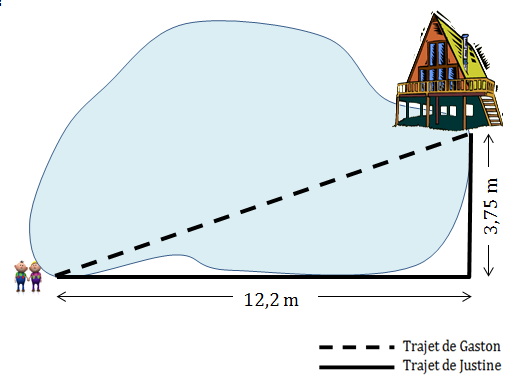 3,75 m
12,2 m
Trajet de Gaston
Trajet de Justine